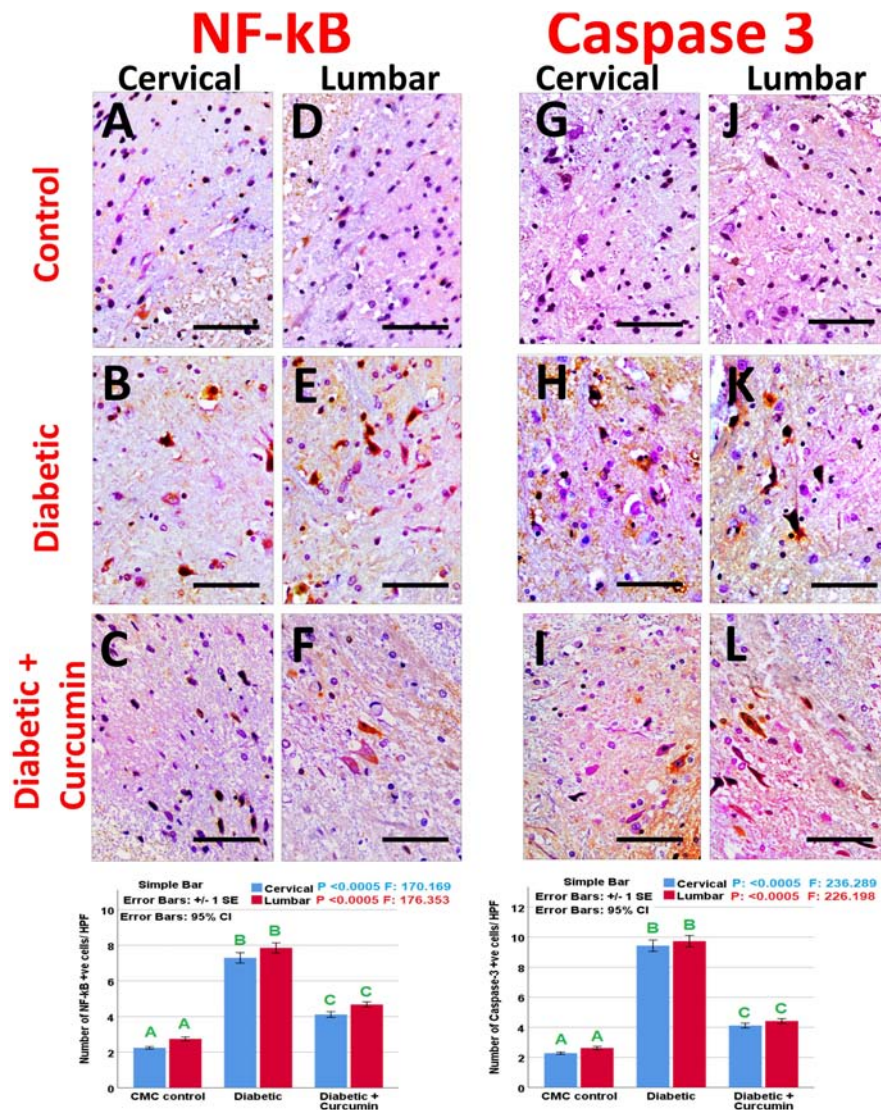 NF-kB
Caspase 3
Cervical
Lumbar
Cervical
Lumbar
Control
A
D
G
J
Diabetic
B
E
H
K
Diabetic +
Curcumin
C
F
I
L
Simple Bar
Error Bars: +/- 1 SE
Error Bars: 95% CI
Cervical P <0.0005 F: 170.169
Lumbar P <0.0005 F: 176.353
Number of NF-kB +ve cells/ HPF
10
8
6
4
2
0
A
A
B
B
C
C
CMC control
Diabetic
Diabetic +
Curcumin
Simple Bar
Error Bars: +/- 1 SE
Error Bars: 95% CI
Cervical P: <0.0005 F: 236.289
Lumbar P: <0.0005 F: 226.198
Number of Caspase-3 +ve cells/ HPF
12
10
8
6
4
2
0
A
A
B
B
C
C
CMC control
Diabetic
Diabetic +
Curcumin